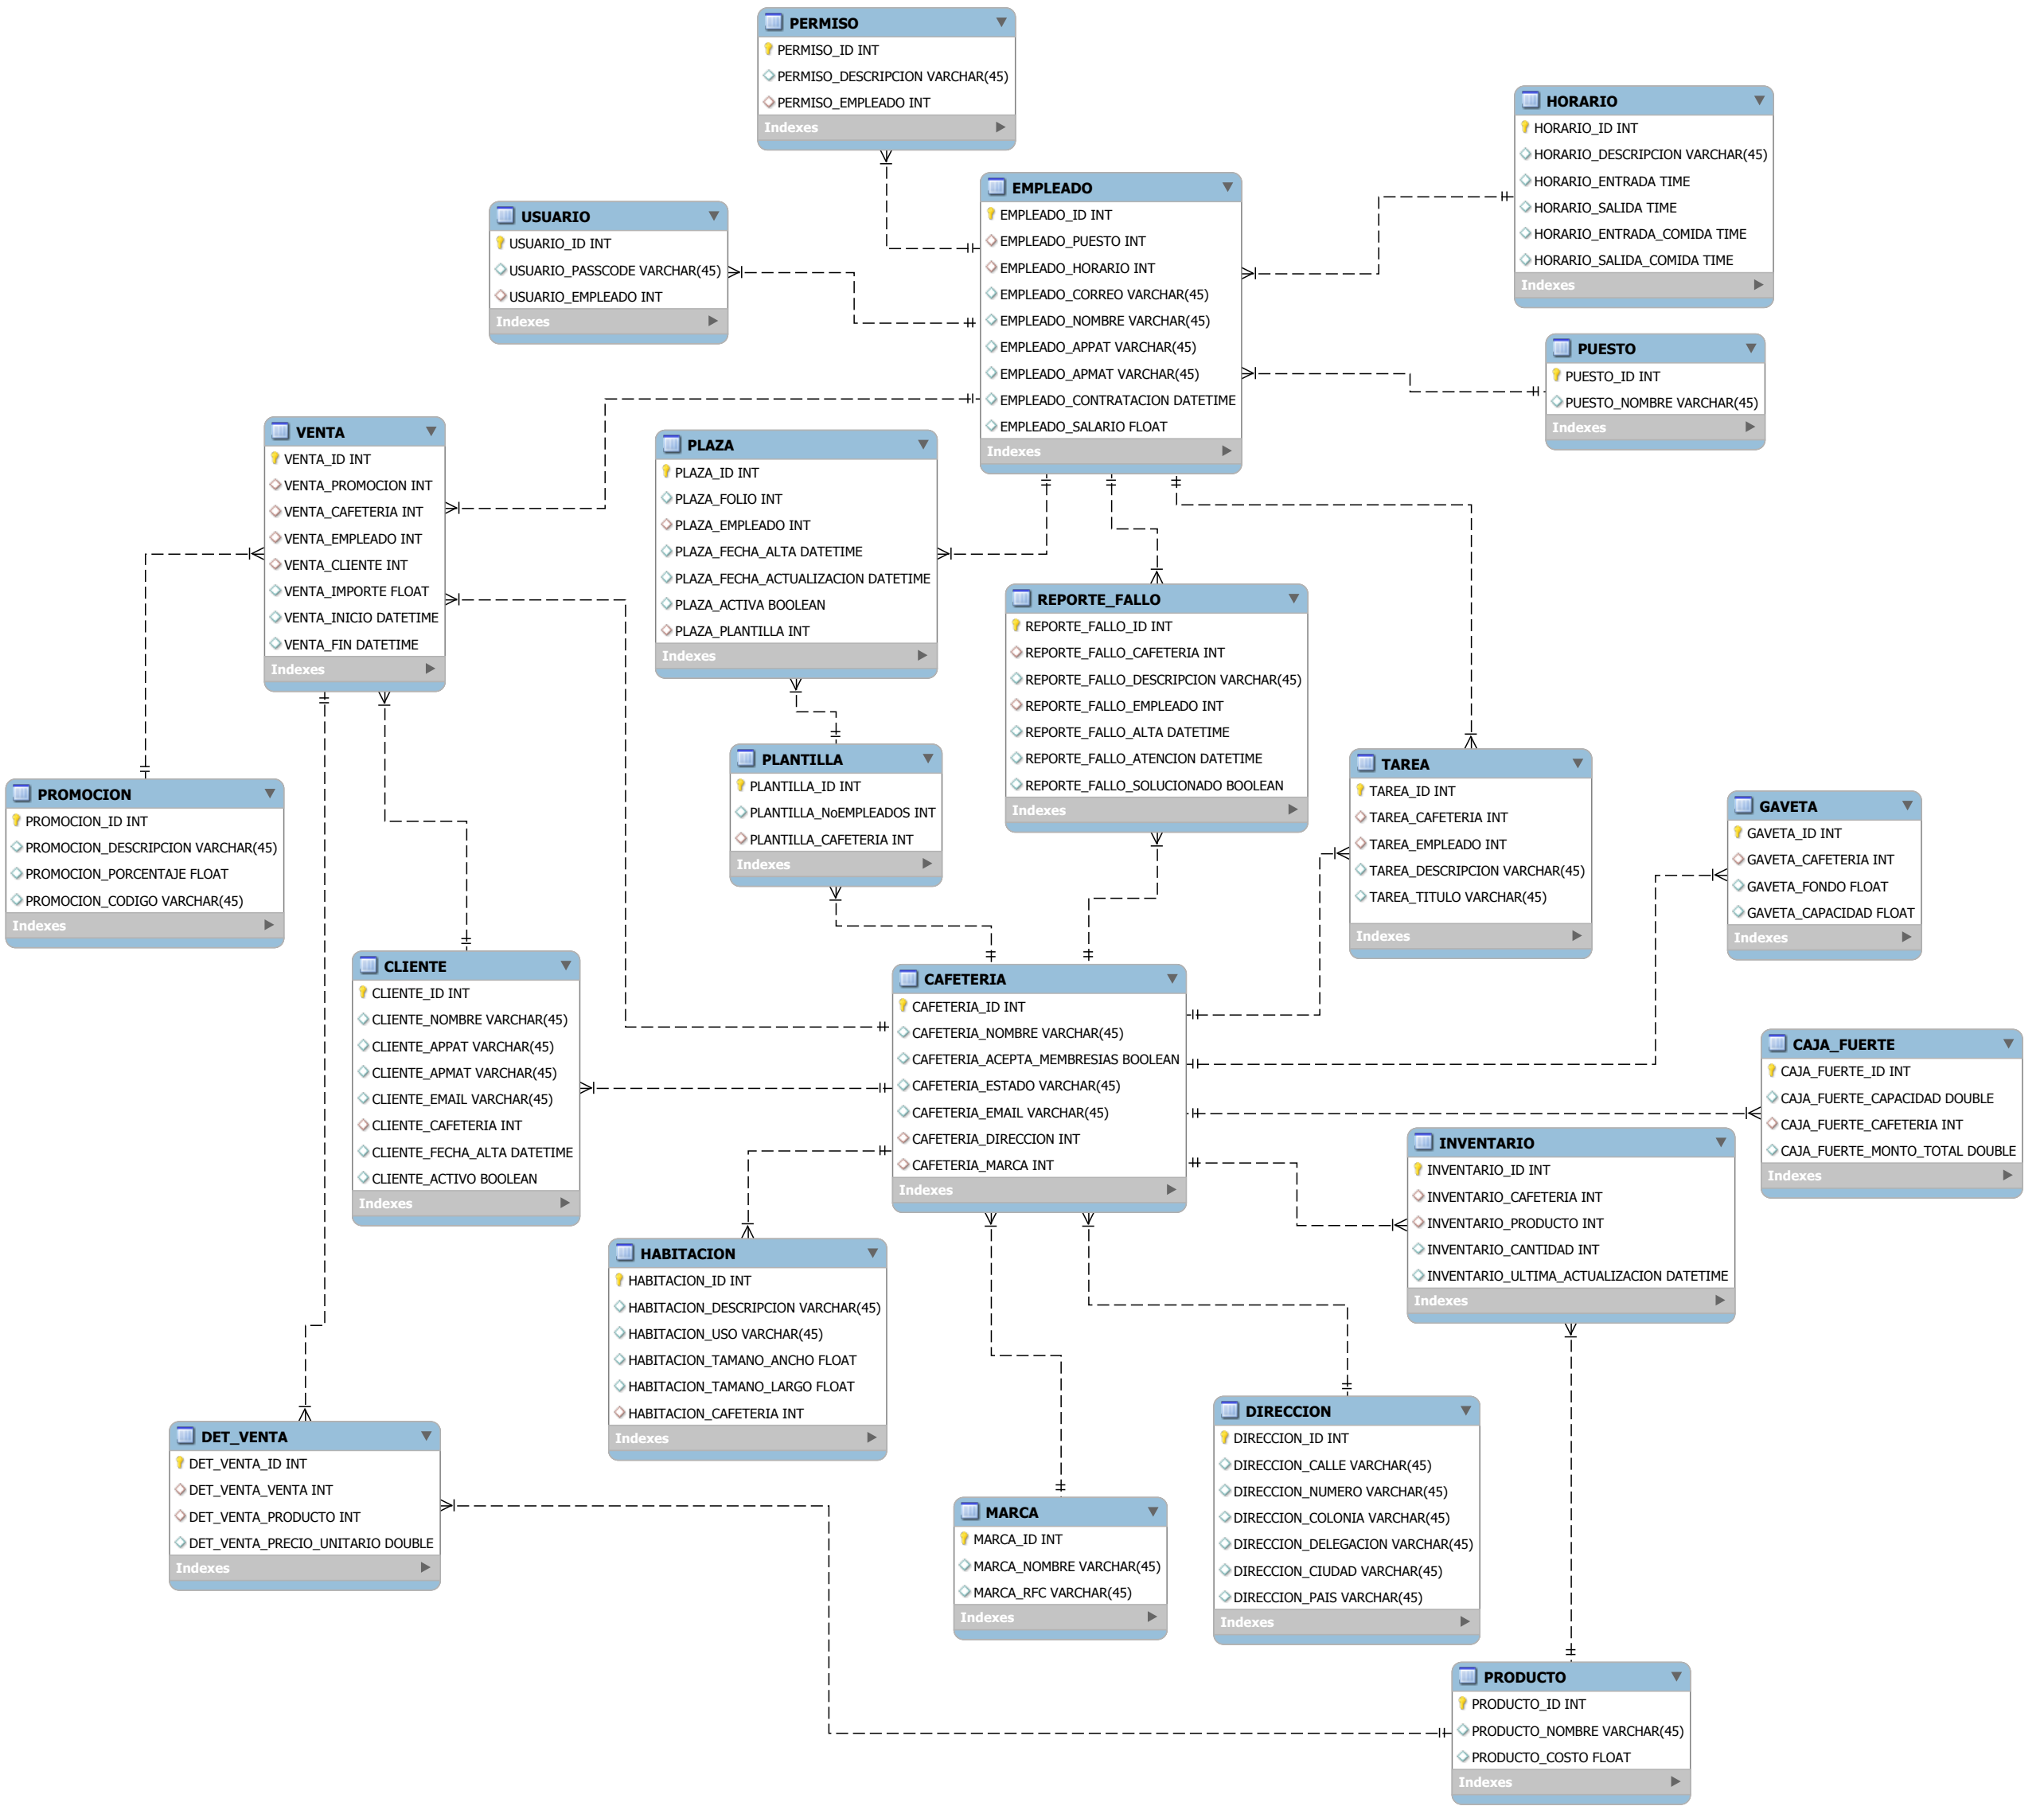 PERMISO
PERMISO_ID INT
PERMISO_DESCRIPCION VARCHAR(45)
PERMISO_EMPLEADO INT
Indexes
HORARIO
HORARIO_ID INT
HORARIO_DESCRIPCION VARCHAR(45)
HORARIO_ENTRADA TIME
HORARIO_SALIDA TIME
HORARIO_ENTRADA_COMIDA TIME
HORARIO_SALIDA_COMIDA TIME
Indexes
EMPLEADO
EMPLEADO_ID INT
EMPLEADO_PUESTO INT
EMPLEADO_HORARIO INT
EMPLEADO_CORREO VARCHAR(45)
EMPLEADO_NOMBRE VARCHAR(45)
EMPLEADO_APPAT VARCHAR(45)
EMPLEADO_APMAT VARCHAR(45)
EMPLEADO_CONTRATACION DATETIME
EMPLEADO_SALARIO FLOAT
Indexes
USUARIO
USUARIO_ID INT
USUARIO_PASSCODE VARCHAR(45)
USUARIO_EMPLEADO INT
Indexes
PUESTO
PUESTO_ID INT
PUESTO_NOMBRE VARCHAR(45)
Indexes
VENTA
VENTA_ID INT
VENTA_PROMOCION INT
VENTA_CAFETERIA INT
VENTA_EMPLEADO INT
VENTA_CLIENTE INT
VENTA_IMPORTE FLOAT
VENTA_INICIO DATETIME
VENTA_FIN DATETIME
Indexes
PLAZA
PLAZA_ID INT
PLAZA_FOLIO INT
PLAZA_EMPLEADO INT
PLAZA_FECHA_ALTA DATETIME
PLAZA_FECHA_ACTUALIZACION DATETIME
PLAZA_ACTIVA BOOLEAN
PLAZA_PLANTILLA INT
Indexes
REPORTE_FALLO
REPORTE_FALLO_ID INT
REPORTE_FALLO_CAFETERIA INT
REPORTE_FALLO_DESCRIPCION VARCHAR(45)
REPORTE_FALLO_EMPLEADO INT
REPORTE_FALLO_ALTA DATETIME
REPORTE_FALLO_ATENCION DATETIME
REPORTE_FALLO_SOLUCIONADO BOOLEAN
Indexes
PLANTILLA
PLANTILLA_ID INT
PLANTILLA_NoEMPLEADOS INT
PLANTILLA_CAFETERIA INT
Indexes
TAREA
TAREA_ID INT
TAREA_CAFETERIA INT
TAREA_EMPLEADO INT
TAREA_DESCRIPCION VARCHAR(45)
TAREA_TITULO VARCHAR(45)
Indexes
PROMOCION
PROMOCION_ID INT
PROMOCION_DESCRIPCION VARCHAR(45)
PROMOCION_PORCENTAJE FLOAT
PROMOCION_CODIGO VARCHAR(45)
Indexes
GAVETA
GAVETA_ID INT
GAVETA_CAFETERIA INT
GAVETA_FONDO FLOAT
GAVETA_CAPACIDAD FLOAT
Indexes
CLIENTE
CLIENTE_ID INT
CLIENTE_NOMBRE VARCHAR(45)
CLIENTE_APPAT VARCHAR(45)
CLIENTE_APMAT VARCHAR(45)
CLIENTE_EMAIL VARCHAR(45)
CLIENTE_CAFETERIA INT
CLIENTE_FECHA_ALTA DATETIME
CLIENTE_ACTIVO BOOLEAN
Indexes
CAFETERIA
CAFETERIA_ID INT
CAFETERIA_NOMBRE VARCHAR(45)
CAFETERIA_ACEPTA_MEMBRESIAS BOOLEAN
CAFETERIA_ESTADO VARCHAR(45)
CAFETERIA_EMAIL VARCHAR(45)
CAFETERIA_DIRECCION INT
CAFETERIA_MARCA INT
Indexes
CAJA_FUERTE
CAJA_FUERTE_ID INT
CAJA_FUERTE_CAPACIDAD DOUBLE
CAJA_FUERTE_CAFETERIA INT
CAJA_FUERTE_MONTO_TOTAL DOUBLE
Indexes
INVENTARIO
INVENTARIO_ID INT
INVENTARIO_CAFETERIA INT
INVENTARIO_PRODUCTO INT
INVENTARIO_CANTIDAD INT
INVENTARIO_ULTIMA_ACTUALIZACION DATETIME
Indexes
HABITACION
HABITACION_ID INT
HABITACION_DESCRIPCION VARCHAR(45)
HABITACION_USO VARCHAR(45)
HABITACION_TAMANO_ANCHO FLOAT
HABITACION_TAMANO_LARGO FLOAT
HABITACION_CAFETERIA INT
Indexes
DIRECCION
DIRECCION_ID INT
DIRECCION_CALLE VARCHAR(45)
DIRECCION_NUMERO VARCHAR(45)
DIRECCION_COLONIA VARCHAR(45)
DIRECCION_DELEGACION VARCHAR(45)
DIRECCION_CIUDAD VARCHAR(45)
DIRECCION_PAIS VARCHAR(45)
Indexes
DET_VENTA
DET_VENTA_ID INT
DET_VENTA_VENTA INT
DET_VENTA_PRODUCTO INT
DET_VENTA_PRECIO_UNITARIO DOUBLE
Indexes
MARCA
MARCA_ID INT
MARCA_NOMBRE VARCHAR(45)
MARCA_RFC VARCHAR(45)
Indexes
PRODUCTO
PRODUCTO_ID INT
PRODUCTO_NOMBRE VARCHAR(45)
PRODUCTO_COSTO FLOAT
Indexes